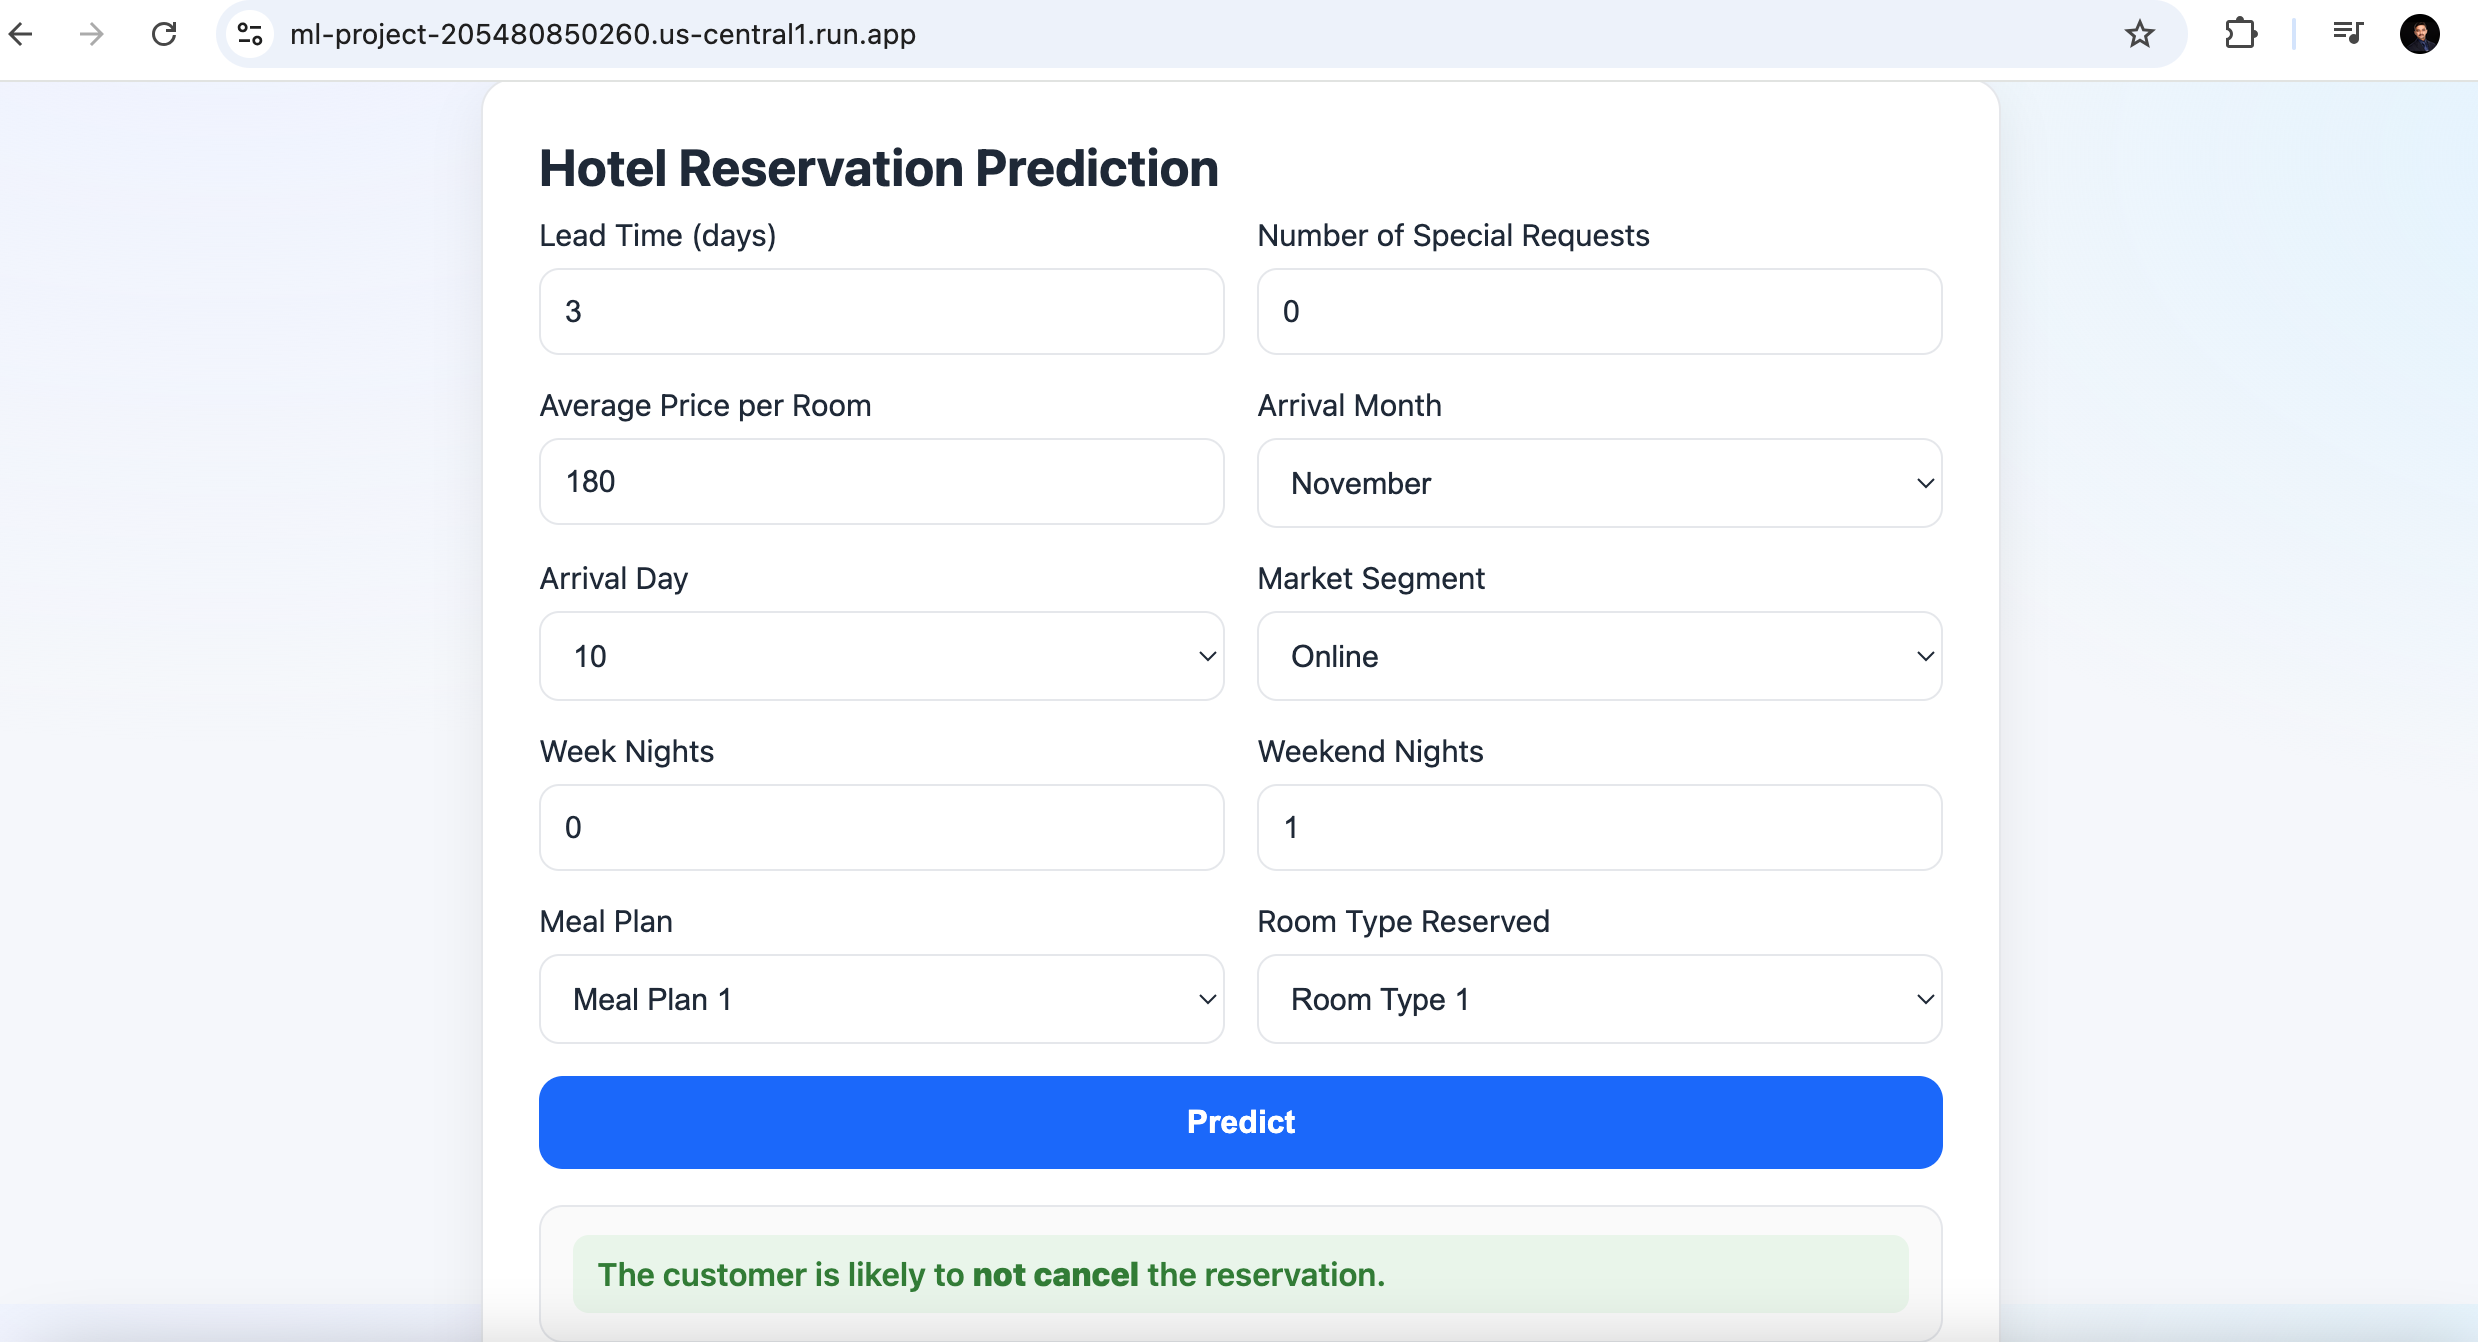 ml-project-205480850260.us-central1.run.app
Hotel Reservation Prediction
Lead Time (days)
Number of Special Requests
3
0
Average Price per Room
Arrival Month
180
November
Arrival Day
Market Segment
10
Online
Week Nights
Weekend Nights
0
1
Meal Plan
Room Type Reserved
Meal Plan 1
Room Type 1
Predict
The customer is likely to not cancel the reservation.